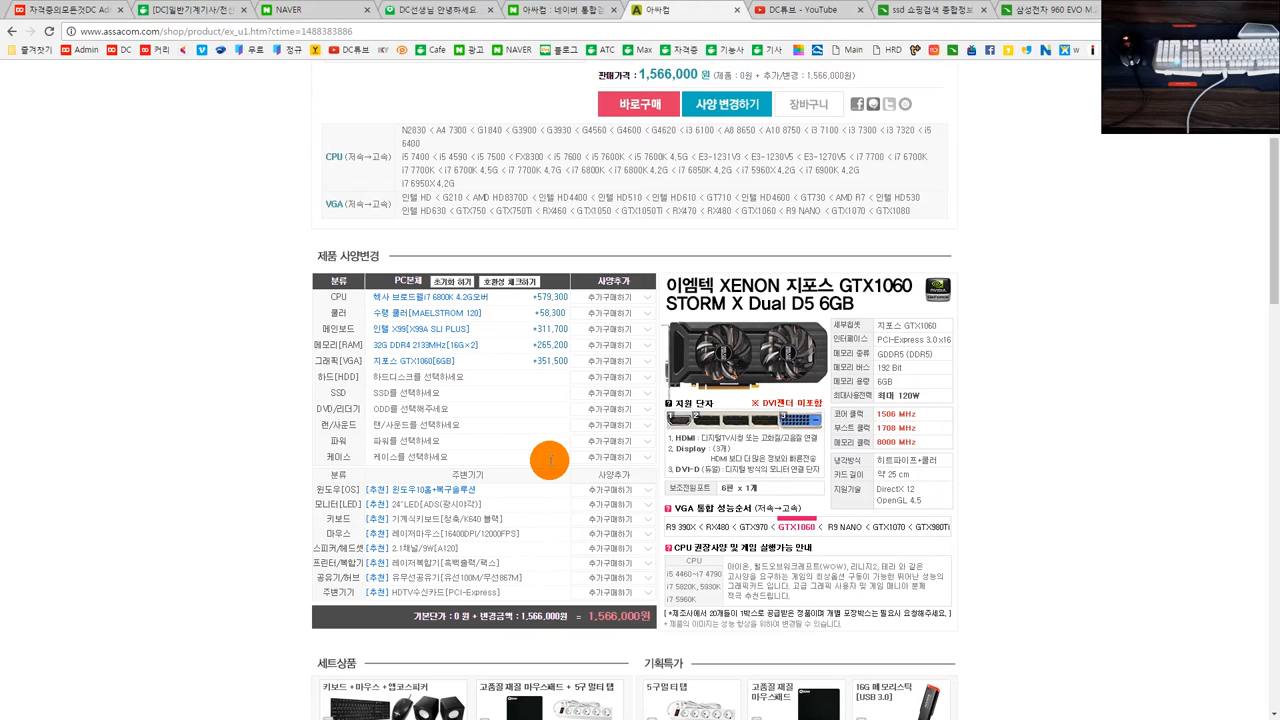 자격증의모든것DC Ad
[DC]일반기계기사/전산
NAVER
DC선생님 안녕하세요
아싸컴 : 네이버 통합검
아싸컴
DC튜브 - YouTube
ssd 쇼핑검색 종합정보
삼성전자 960 EVO M
www.assacom.com/shop/product/ex_u1.htm?ctime=1488383886
즐겨찾기 Admin DC 커리 무료 정규 DC튜브 Cafe 광고 NAVER 블로그 ATC Max 자격증 기능사 기사 Main HRD
판매가격 : 1,566,000 원 (제품 : 0원 + 추가/변경 : 1,566,000원)
바로구매 사양 변경하기 장바구니
N2830 < A4 7300 < G1840 < G3900 < G3930 < G4560 < G4600 < G4620 < i3 6100 < A8 8650 < A10 8750 < i3 7100 < i3 7300 < i3 7320 < i5
6400
CPU (저속→고속) i5 7400 < i5 4590 < i5 7500 < FX8300 < i5 7600 < i5 7600K < i5 7600K 4.5G < E3-1231V3 < E3-1230V5 < E3-1270V5 < i7 7700 < i7 6700K
< i7 7700K < i7 6700K 4.5G < i7 7700K 4.7G < i7 6800K < i7 6800K 4.2G < i7 6850K 4.2G < i7 5960X 4.2G < i7 6900K 4.2G
i7 6950X 4.2G
VGA (저속→고속) 인텔 HD < G210 < AMD HD8370D < 인텔 HD4400 < 인텔 HD510 < 인텔 HD610 < GT710 < 인텔 HD4600 < GT730 < AMD R7 < 인텔 HD530
인텔 HD630 < GTX750 < GTX750Ti < RX460 < GTX1050 < GTX1050Ti < RX470 < RX480 < GTX1060 < R9 NANO < GTX1070 < GTX1080
제품 사양변경
분류 PC본체 초기화 하기 호환성 체크하기 사양추가
CPU 헥사 브로드웰i7 6800K 4.2G오버 +579,300 추가구매하기
쿨러 수랭 쿨러[MAELSTROM 120] +58,300 추가구매하기
메인보드 인텔 X99[X99A SLI PLUS] +311,700 추가구매하기
메모리[RAM] 32G DDR4 2133MHz[16G×2] +265,200 추가구매하기
그래픽[VGA] 지포스 GTX1060[6GB] +351,500 추가구매하기
하드[HDD] 하드디스크를 선택하세요 추가구매하기
SSD SSD를 선택하세요 추가구매하기
DVD/리더기 ODD를 선택해주세요 추가구매하기
랜/사운드 랜/사운드를 선택하세요 추가구매하기
파워 파워를 선택하세요 추가구매하기
케이스 케이스를 선택하세요 추가구매하기
분류 주변기기 사양추가
윈도우[OS] [추천] 윈도우10홈+복구솔루션 추가구매하기
모니터[LED] [추천] 24"LED[ADS(광시야각)] 추가구매하기
키보드 [추천] 기계식키보드[청축/K640 블랙] 추가구매하기
마우스 [추천] 레이저마우스[16400DPI/12000FPS] 추가구매하기
스피커/헤드셋 [추천] 2.1채널/9W[A120] 추가구매하기
프린터/복합기 [추천] 레이저복합기[흑백출력/팩스] 추가구매하기
공유기/허브 [추천] 유무선공유기[유선100M/무선867M] 추가구매하기
주변기기 [추천] HDTV수신카드[PCI-Express] 추가구매하기
기본단가 : 0 원 + 변경금액 : 1,566,000원 = 1,566,000원
이엠텍 XENON 지포스 GTX1060
STORM X Dual D5 6GB
세부칩셋 지포스 GTX1060
인터페이스 PCI-Express 3.0 x16
메모리 종류 GDDR5 (DDR5)
메모리 버스 192 Bit
메모리 용량 6GB
최대사용전력 최대 120W
코어 클럭 1506 MHz
부스트 클럭 1708 MHz
메모리 클럭 8000 MHz
냉각방식 히트파이프+쿨러
카드 길이 약 25 cm
지원기술 DirectX 12
OpenGL 4.5
지원 단자 ※ DVI젠더 미포함
1 2 3
1. HDMI : 디지털TV시청 또는 고화질/고음질 연결
2. Display : (3개)
HDMI 보다 더 많은 정보와 빠른전송
3. DVI-D (듀얼) : 디지털 방식의 모니터 연결 단자
보조전원포트 6핀 x 1개
VGA 통합 성능순서 (저속→고속)
R9 390X < RX480 < GTX970 < GTX1060 < R9 NANO < GTX1070 < GTX980Ti
CPU 권장사양 및 게임 실행가능 안내
CPU
i5 4460~i7 4790
i7 5820K, 5930K
i7 5960K
아이온, 월드오브워크래프트(WOW), 리니지2, 테라 와 같은
고사양을 요구하는 게임의 최상옵션 구동이 가능한 뛰어난 성능의
그래픽카드 입니다. 고급 그래픽 사용자 및 게임 매니아 분께
적극 추천드립니다.
[ *제조사에서 20개들이 1박스로 공급받은 정품이며 개별 포장박스는 필요시 요청해주세요. ]
* 제품의 이미지는 성능 향상을 위하여 변경될 수 있습니다.
세트상품
기획특가
키보드 + 마우스 + 앱코스피커
고품질 재질 마우스패드 + 5구 멀티 탭
5구멀티 탭
고품질 재질
마우스패드
16G 메모리스틱
[USB 3.0]